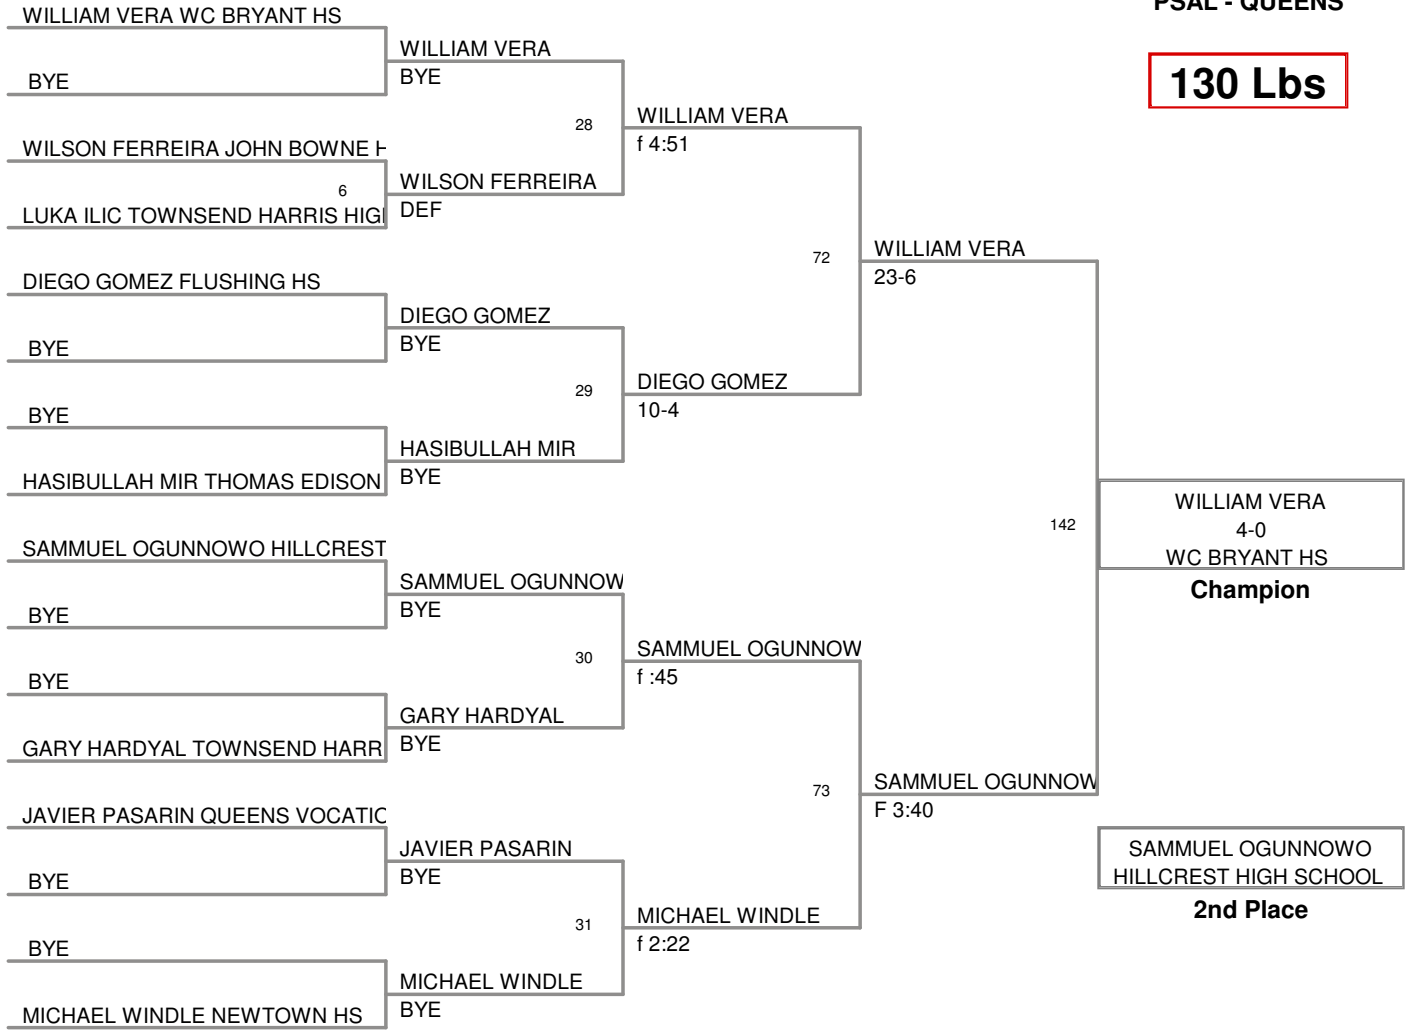 PSAL - QUEENS
130 Lbs
WILLIAM VERA WC BRYANT HS
BYE
WILSON FERREIRA JOHN BOWNE H
6
LUKA ILIC TOWNSEND HARRIS HIG
DIEGO GOMEZ FLUSHING HS
BYE
BYE
HASIBULLAH MIR THOMAS EDISON
SAMMUEL OGUNNOWO HILLCREST
BYE
BYE
GARY HARDYAL TOWNSEND HARR
JAVIER PASARIN QUEENS VOCATIC
BYE
BYE
MICHAEL WINDLE NEWTOWN HS
WILLIAM VERA
BYE
28
WILSON FERREIRA
DEF
DIEGO GOMEZ
BYE
29
HASIBULLAH MIR
BYE
SAMMUEL OGUNNOW
BYE
30
GARY HARDYAL
BYE
JAVIER PASARIN
BYE
31
MICHAEL WINDLE
BYE
WILLIAM VERA
f 4:51
72
DIEGO GOMEZ
10-4
SAMMUEL OGUNNOW
f :45
73
MICHAEL WINDLE
f 2:22
WILLIAM VERA
23-6
142
SAMMUEL OGUNNOW
F 3:40
WILLIAM VERA
4-0
WC BRYANT HS
Champion
SAMMUEL OGUNNOWO
HILLCREST HIGH SCHOOL
2nd Place